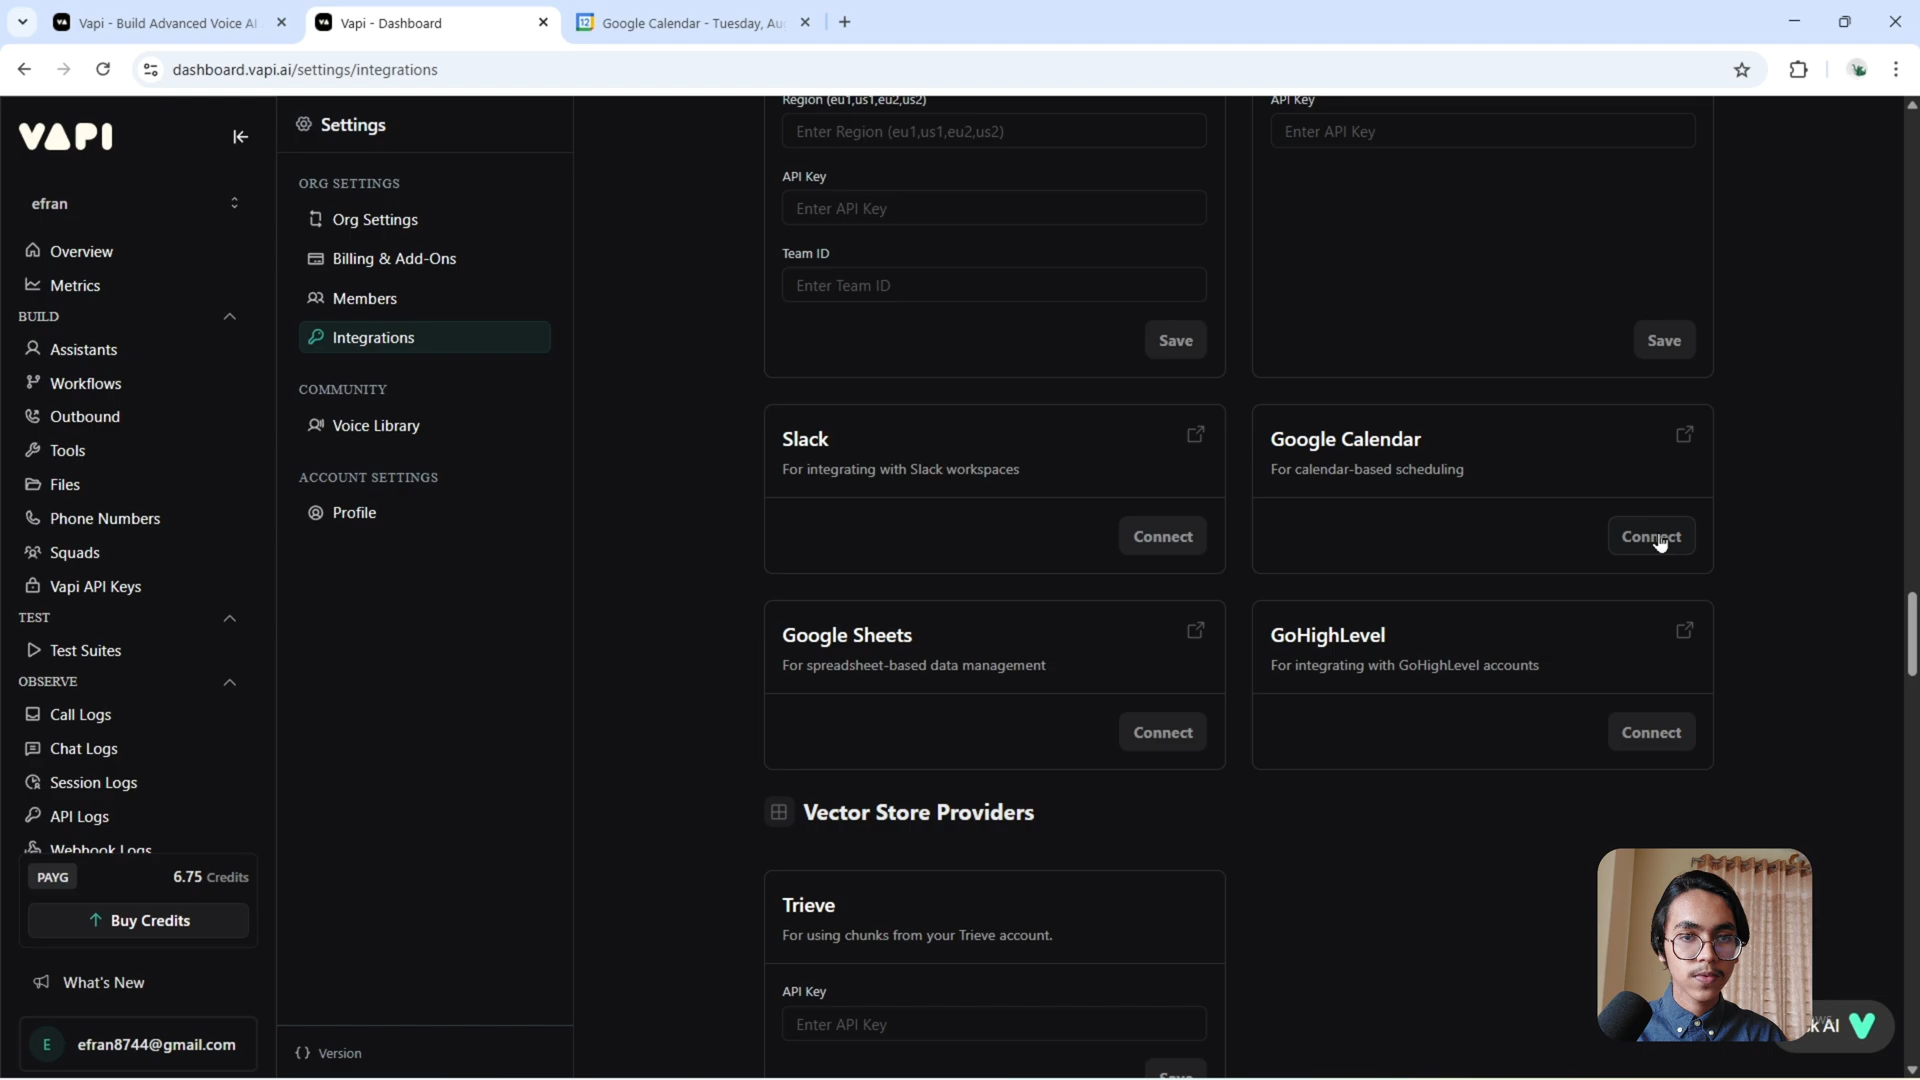 Vapi - Build Advanced Voice AI
Vapi - Dashboard
12
Google Calendar - Tuesday, Au
dashboard.vapi.ai/settings/integrations
VAPI
efran
Overview
Metrics
BUILD
Assistants
Workflows
Outbound
Tools
Files
Phone Numbers
Squads
Vapi API Keys
TEST
Test Suites
OBSERVE
Call Logs
Chat Logs
Session Logs
API Logs
Webhook Logs
PAYG
6.75 Credits
Buy Credits
What's New
E
efran8744@gmail.com
Settings
ORG SETTINGS
Org Settings
Billing & Add-Ons
Members
Integrations
COMMUNITY
Voice Library
ACCOUNT SETTINGS
Profile
{} Version
Region (eu1,us1,eu2,us2)
Enter Region (eu1,us1,eu2,us2)
API Key
Enter API Key
Team ID
Enter Team ID
Save
API Key
Enter API Key
Save
Slack
For integrating with Slack workspaces
Connect
Google Calendar
For calendar-based scheduling
Connect
Google Sheets
For spreadsheet-based data management
Connect
GoHighLevel
For integrating with GoHighLevel accounts
Connect
Vector Store Providers
Trieve
For using chunks from your Trieve account.
API Key
Enter API Key
Save
k AI